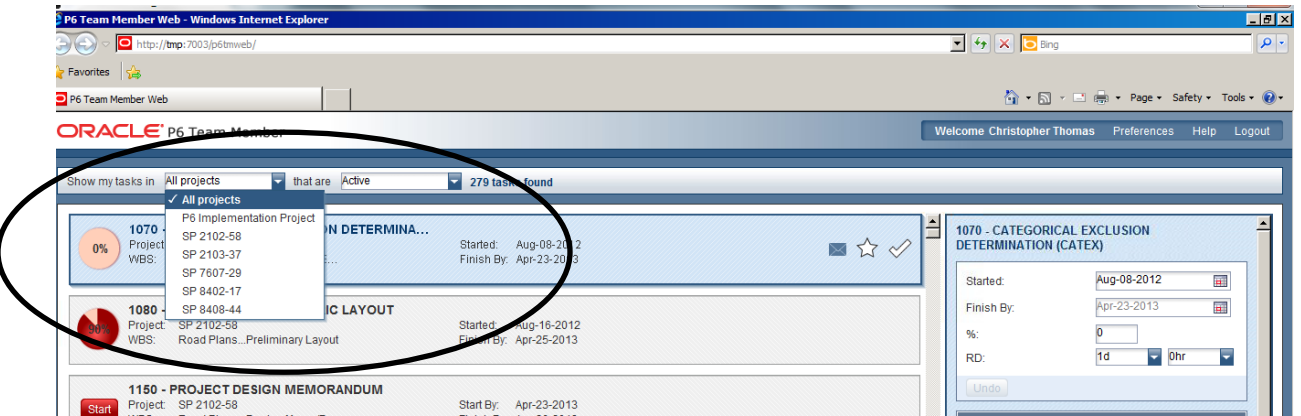 P6 Team Member Web - Windows Internet Explorer
http://tmp:7003/p6tmweb/
Bing
Favorites
P6 Team Member Web
Page Safety Tools
ORACLE P6 Team Member
Welcome Christopher Thomas Preferences Help Logout
Show my tasks in All projects that are Active 279 tasks found
✓ All projects
P6 Implementation Project
SP 2102-58
SP 2103-37
SP 7607-29
SP 8402-17
SP 8408-44
0%
1070 - ON DETERMINA...
Project
WBS: E...
Started: Aug-08-2012
Finish By: Apr-23-2013
90%
1080 - IC LAYOUT
Project: SP 2102-58
WBS: Road Plans...Preliminary Layout
Started: Aug-16-2012
Finish By: Apr-25-2013
Start
1150 - PROJECT DESIGN MEMORANDUM
Project: SP 2102-58
Start By: Apr-23-2013
1070 - CATEGORICAL EXCLUSION
DETERMINATION (CATEX)
Started: Aug-08-2012
Finish By: Apr-23-2013
%: 0
RD: 1d 0hr
Undo